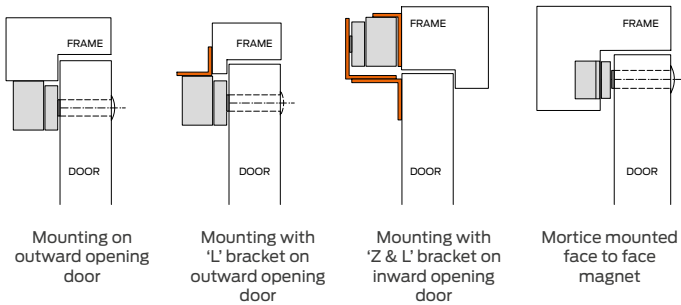 FRAME
DOOR
Mounting on
outward opening
door
FRAME
DOOR
Mounting with
‘L’ bracket on
outward opening
door
FRAME
DOOR
Mounting with
‘Z & L’ bracket on
inward opening
door
FRAME
DOOR
Mortice mounted
face to face
magnet